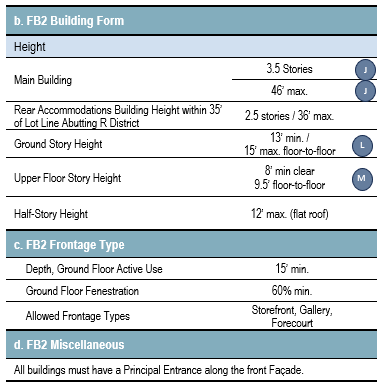 b. FB2 Building Form
Height
Main Building
3.5 Stories
J
46' max.
J
Rear Accommodations Building Height within 35'
of Lot Line Abutting R District
2.5 stories / 36' max.
Ground Story Height
13' min. /
15' max. floor-to-floor
L
Upper Floor Story Height
8' min clear
9.5' floor-to-floor
M
Half-Story Height
12' max. (flat roof)
c. FB2 Frontage Type
Depth, Ground Floor Active Use
15' min.
Ground Floor Fenestration
60% min.
Allowed Frontage Types
Storefront, Gallery,
Forecourt
d. FB2 Miscellaneous
All buildings must have a Principal Entrance along the front Façade.